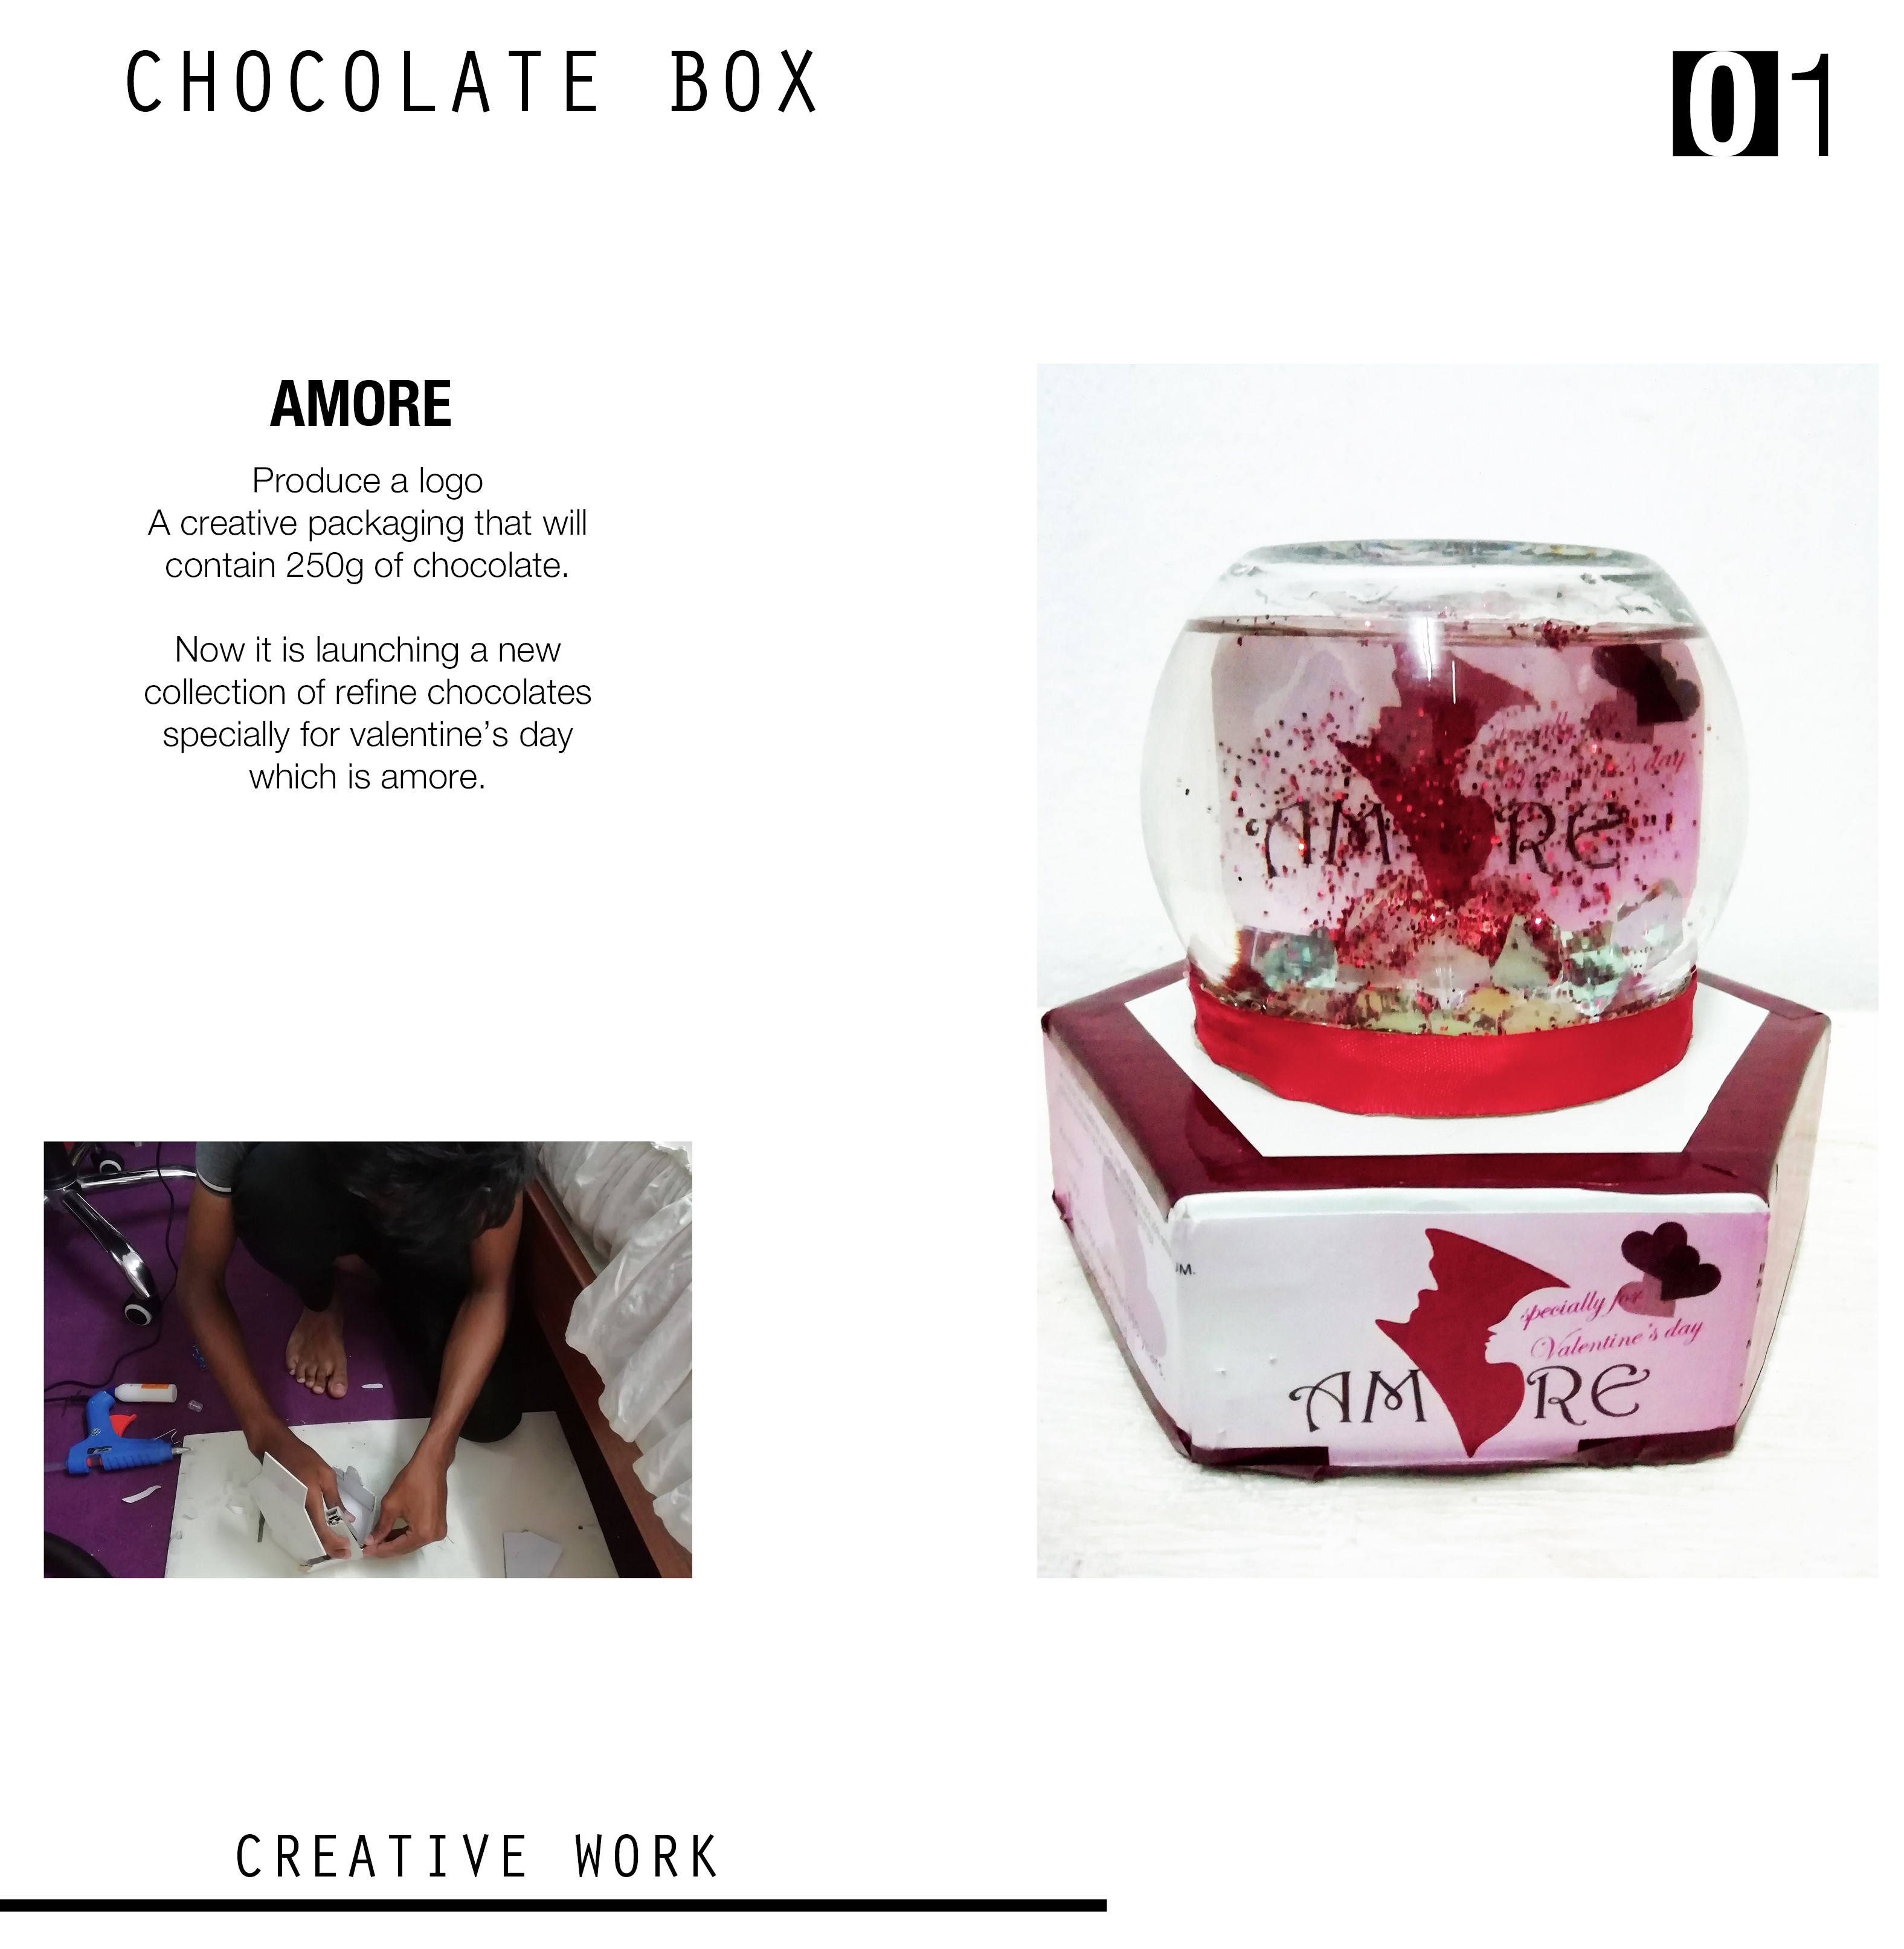 CHOCOLATE BOX
01
AMORE
Produce a logo
A creative packaging that will
contain 250g of chocolate.
Now it is launching a new
collection of refine chocolates
specially for valentine’s day
which is amore.
's day
AM RE
specially for
Valentine's day
AM RE
CREATIVE WORK